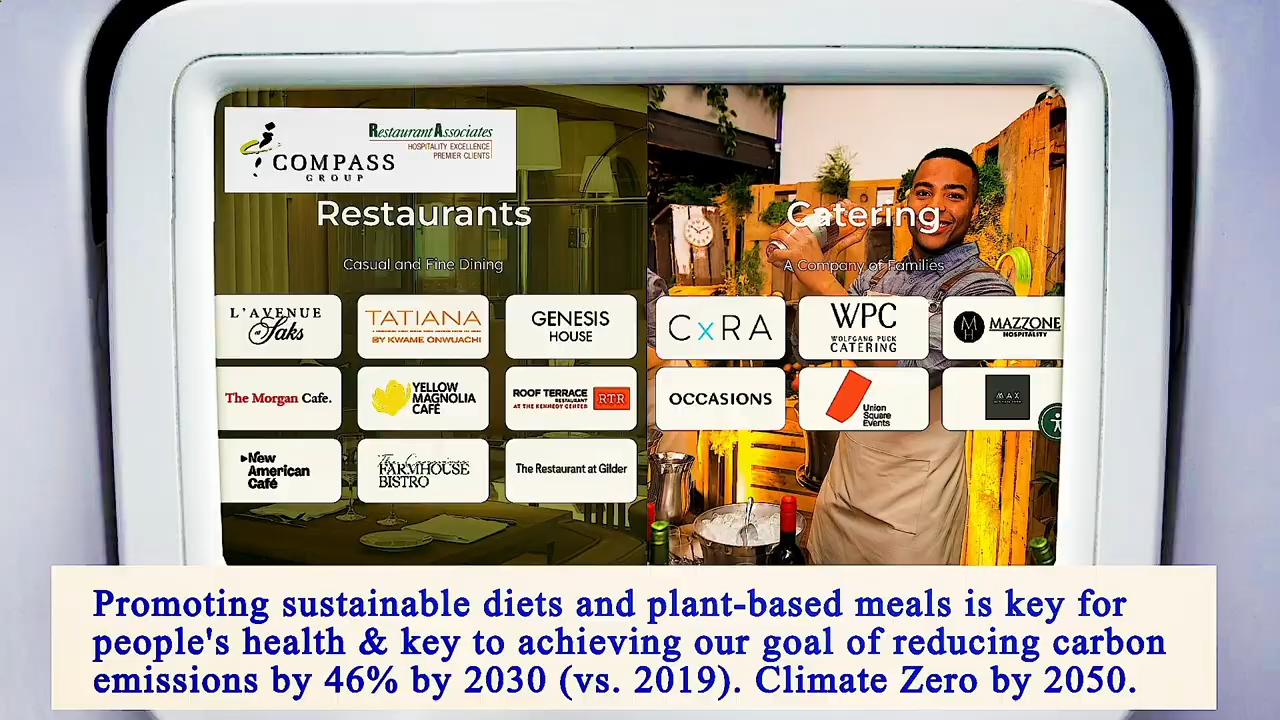 COMPASS
GROUP
Restaurant Associates
HOSPITALITY EXCELLENCE
PREMIER CLIENTS
Restaurants
Casual and Fine Dining
L'AVENUE
Saks
TATIANA
BY KWAME ONWUACHI
GENESIS
HOUSE
The Morgan Cafe.
YELLOW
MAGNOLIA
CAFÉ
ROOF TERRACE
RESTAURANT
AT THE KENNEDY CENTER
RTR
New
American
Café
FARMHOUSE
BISTRO
The Restaurant at Gilder
Catering
A Company of Families
CxRA
WPC
WOLFGANG PUCK
CATERING
MH
MAZZONE
HOSPITALITY
OCCASIONS
Union
Square
Events
MAX
Promoting sustainable diets and plant-based meals is key for
people's health & key to achieving our goal of reducing carbon
emissions by 46% by 2030 (vs. 2019). Climate Zero by 2050.